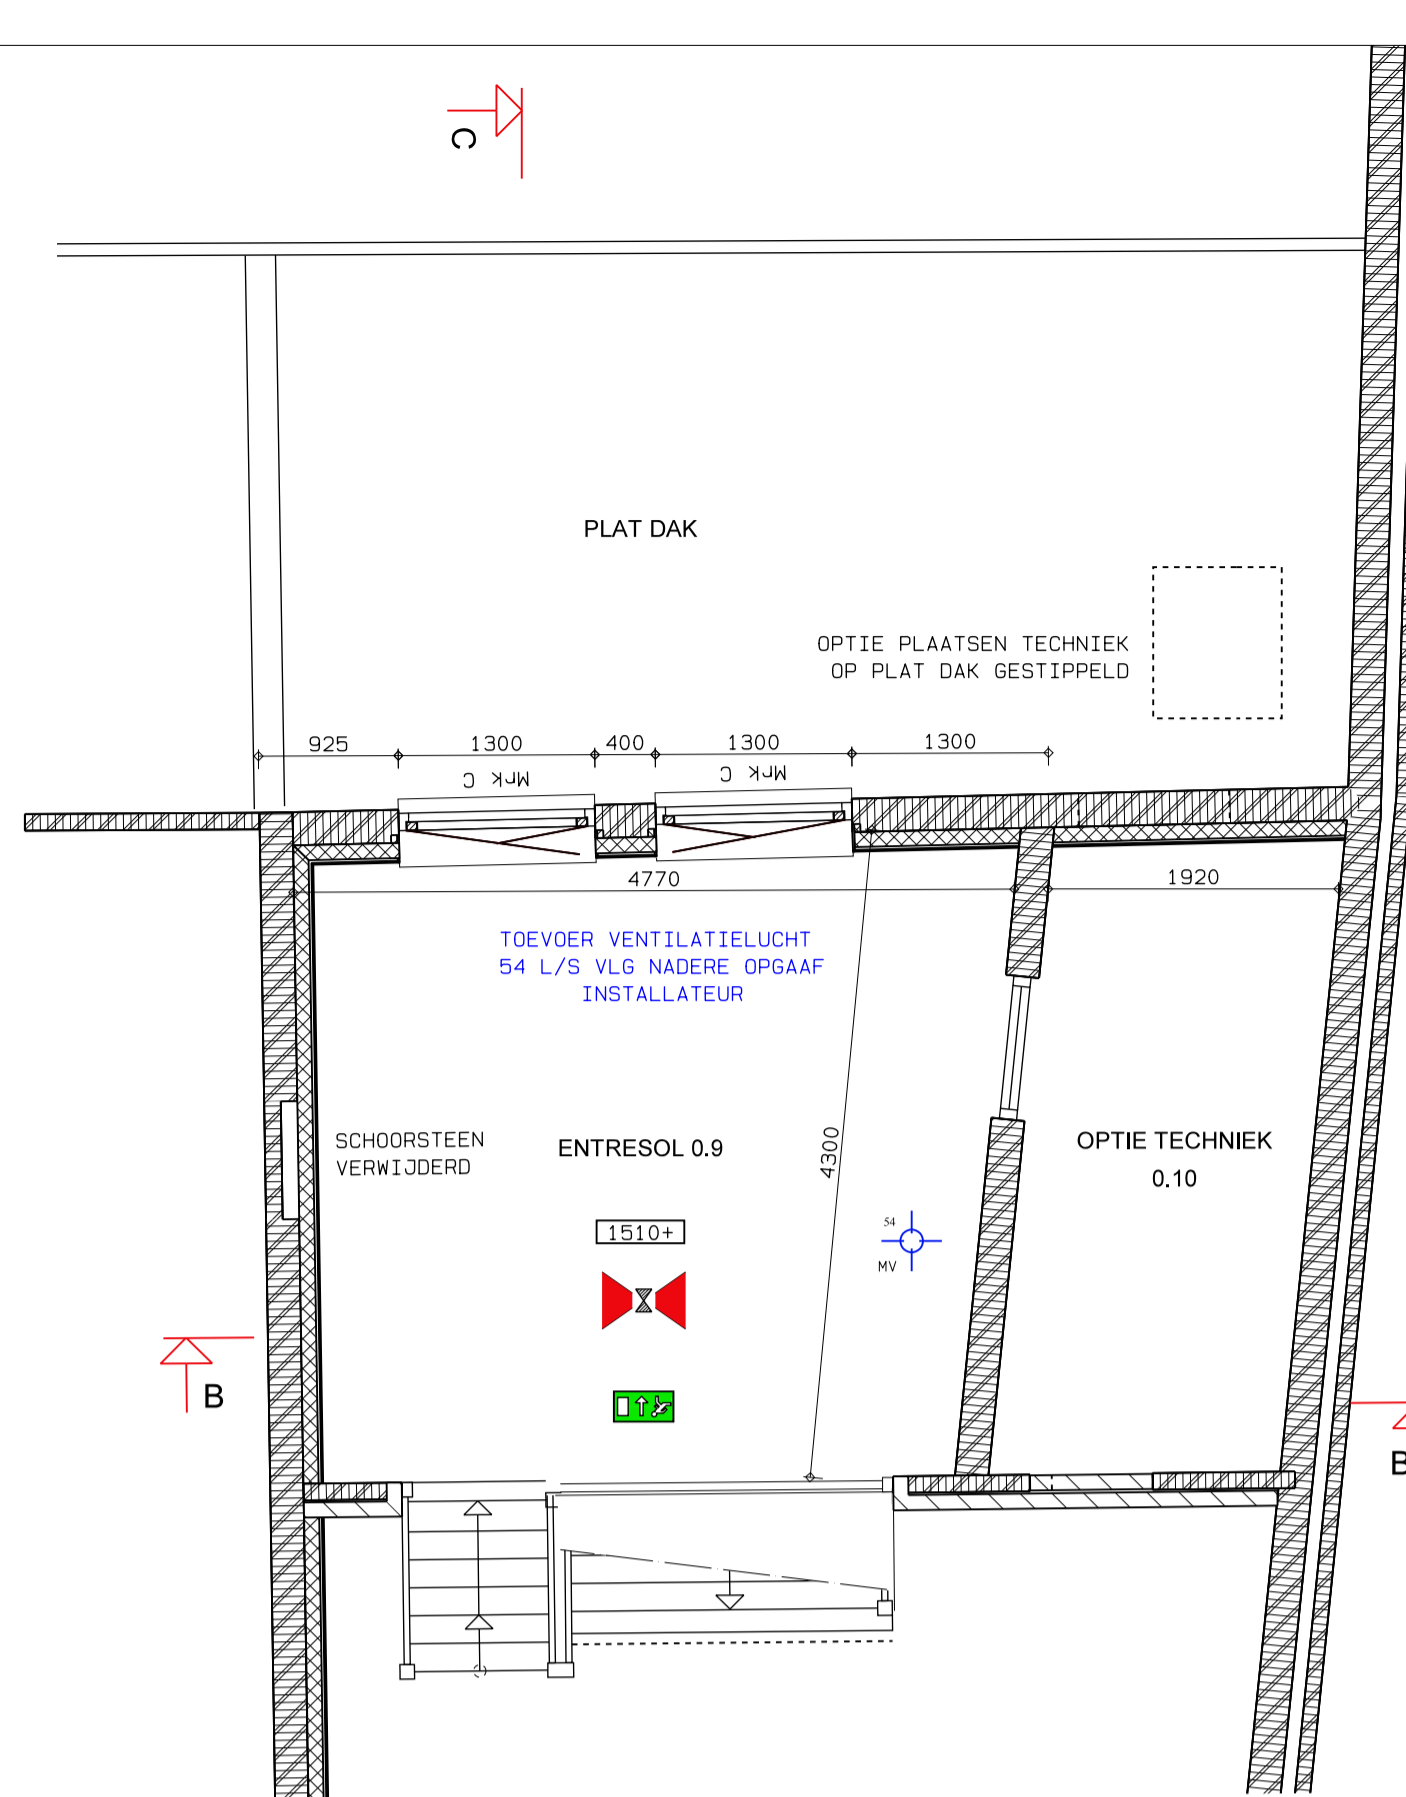 C
PLAT DAK
OPTIE PLAATSEN TECHNIEK
OP PLAT DAK GESTIPPELD
925
1300
400
1300
1300
Mrk C
Mrk C
4770
1920
TOEVOER VENTILATIELUCHT
54 L/S VLG NADERE OPGAAF
INSTALLATEUR
SCHOORSTEEN
VERWIJDERD
ENTRESOL 0.9
4300
OPTIE TECHNIEK
0.10
1510+
54
MV
B
B